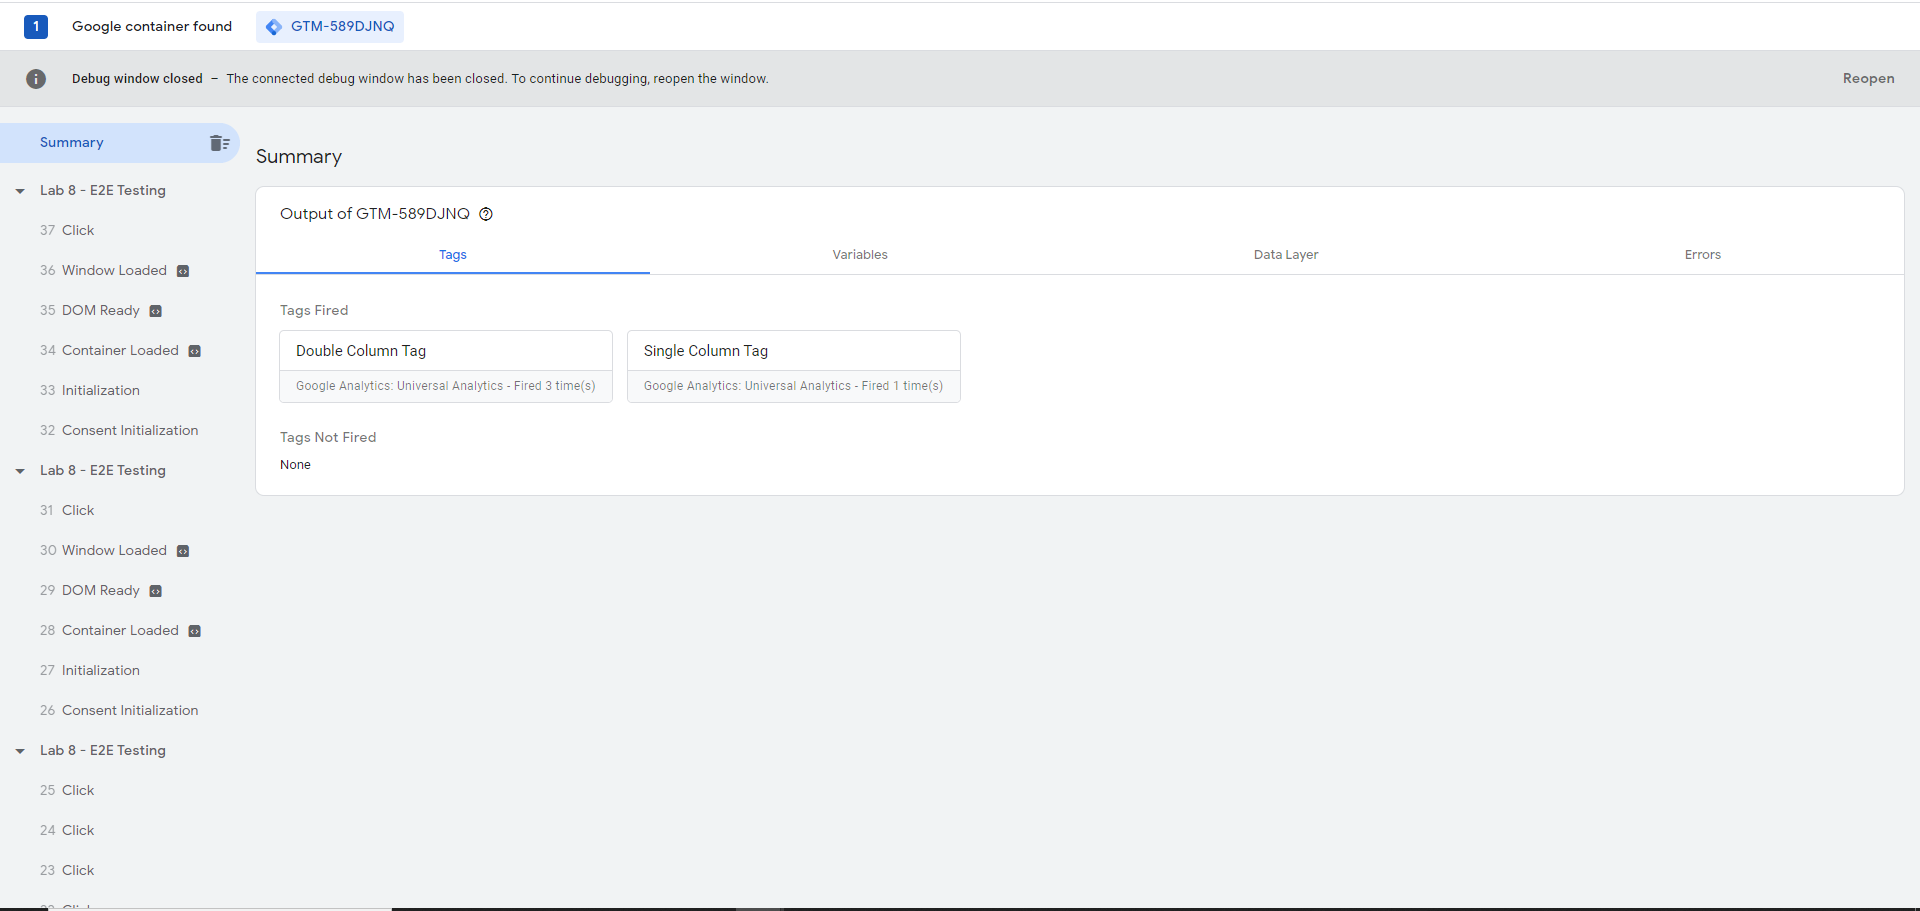 1 Google container found GTM-589DJNQ
Debug window closed – The connected debug window has been closed. To continue debugging, reopen the window. Reopen
Summary
Lab 8 - E2E Testing
37 Click
36 Window Loaded
35 DOM Ready
34 Container Loaded
33 Initialization
32 Consent Initialization
Lab 8 - E2E Testing
31 Click
30 Window Loaded
29 DOM Ready
28 Container Loaded
27 Initialization
26 Consent Initialization
Lab 8 - E2E Testing
25 Click
24 Click
23 Click
Summary
Output of GTM-589DJNQ
Tags Variables Data Layer Errors
Tags Fired
Double Column Tag
Google Analytics: Universal Analytics - Fired 3 time(s)
Single Column Tag
Google Analytics: Universal Analytics - Fired 1 time(s)
Tags Not Fired
None